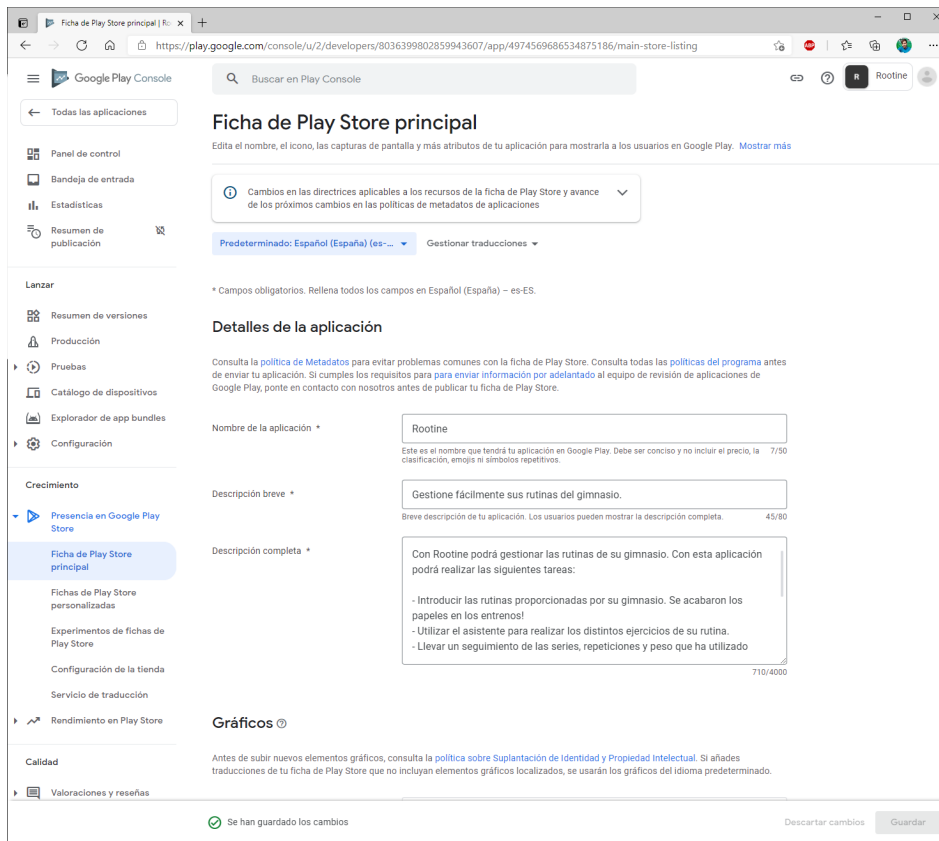 Ficha de Play Store principal | Ro
https://play.google.com/console/u/2/developers/8036399802859943607/app/4974569686534875186/main-store-listing
ABP
Google Play Console
Buscar en Play Console
R
Rootine
Todas las aplicaciones
Panel de control
Bandeja de entrada
Estadísticas
Resumen de
publicación
Lanzar
Resumen de versiones
Producción
Pruebas
Catálogo de dispositivos
Explorador de app bundles
Configuración
Crecimiento
Presencia en Google Play
Store
Ficha de Play Store
principal
Fichas de Play Store
personalizadas
Experimentos de fichas de
Play Store
Configuración de la tienda
Servicio de traducción
Rendimiento en Play Store
Calidad
Valoraciones y reseñas
Ficha de Play Store principal
Edita el nombre, el icono, las capturas de pantalla y más atributos de tu aplicación para mostrarla a los usuarios en Google Play. Mostrar más
Cambios en las directrices aplicables a los recursos de la ficha de Play Store y avance
de los próximos cambios en las políticas de metadatos de aplicaciones
Predeterminado: Español (España) (es-...
Gestionar traducciones
* Campos obligatorios. Rellena todos los campos en Español (España) – es-ES.
Detalles de la aplicación
Consulta la política de Metadatos para evitar problemas comunes con la ficha de Play Store. Consulta todas las políticas del programa antes
de enviar tu aplicación. Si cumples los requisitos para para enviar información por adelantado al equipo de revisión de aplicaciones de
Google Play, ponte en contacto con nosotros antes de publicar tu ficha de Play Store.
Nombre de la aplicación *
Rootine
Este es el nombre que tendrá tu aplicación en Google Play. Debe ser conciso y no incluir el precio, la 7/50
clasificación, emojis ni símbolos repetitivos.
Descripción breve *
Gestione fácilmente sus rutinas del gimnasio.
Breve descripción de tu aplicación. Los usuarios pueden mostrar la descripción completa. 45/80
Descripción completa *
Con Rootine podrá gestionar las rutinas de su gimnasio. Con esta aplicación
podrá realizar las siguientes tareas:
- Introducir las rutinas proporcionadas por su gimnasio. Se acabaron los
papeles en los entrenos!
- Utilizar el asistente para realizar los distintos ejercicios de su rutina.
- Llevar un seguimiento de las series, repeticiones y peso que ha utilizado
710/4000
Gráficos
Antes de subir nuevos elementos gráficos, consulta la política sobre Suplantación de Identidad y Propiedad Intelectual. Si añades
traducciones de tu ficha de Play Store que no incluyan elementos gráficos localizados, se usarán los gráficos del idioma predeterminado.
Se han guardado los cambios
Descartar cambios
Guardar